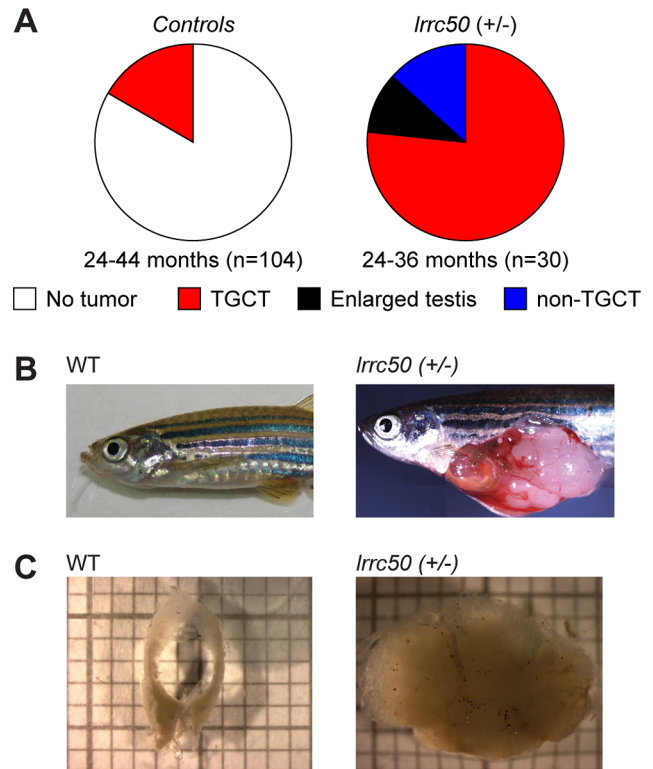 A
Controls
lrrc50 (+/-)
24-44 months (n=104)
24-36 months (n=30)
No tumor
TGCT
Enlarged testis
non-TGCT
B
WT
lrrc50 (+/-)
C
WT
lrrc50 (+/-)